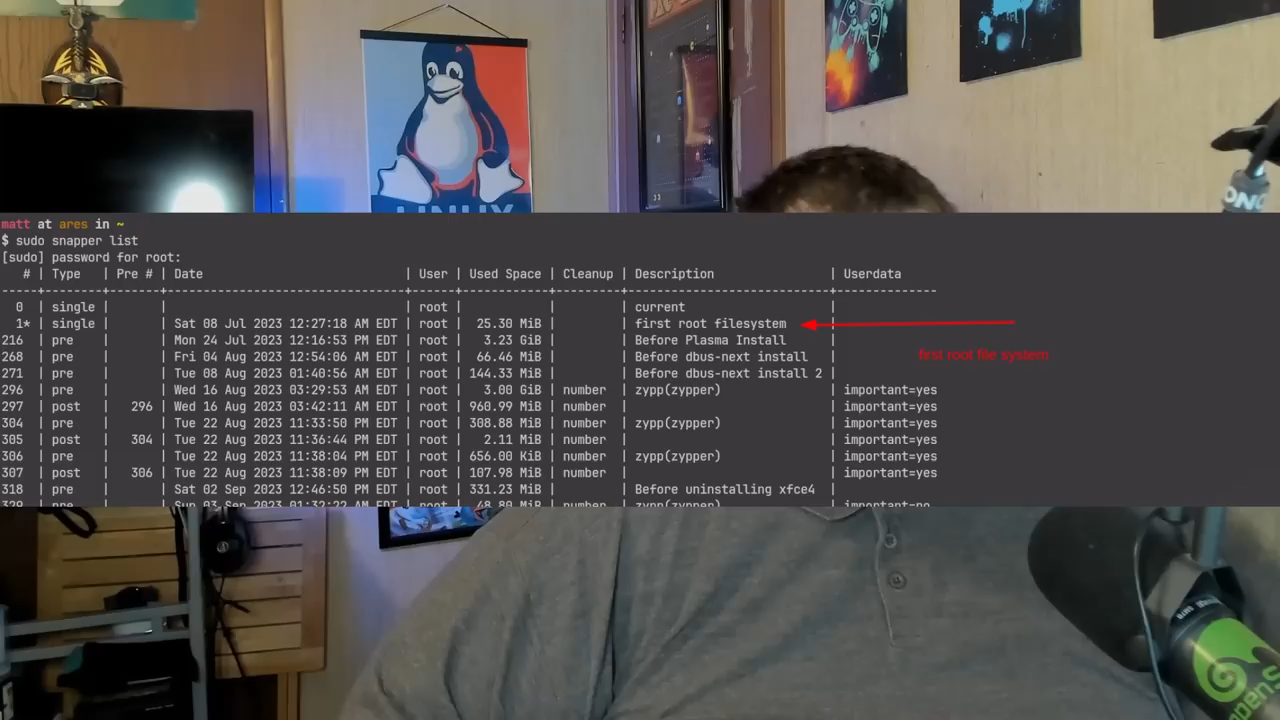 LINUX
matt at ares in ~
$ sudo snapper list
[sudo] password for root:
# | Type | Pre # | Date | User | Used Space | Cleanup | Description | Userdata
0 | single | | | root | | | current |
1* | single | | Sat 08 Jul 2023 12:27:18 AM EDT | root | 25.30 MiB | | first root filesystem |
216 | pre | | Mon 24 Jul 2023 12:16:53 PM EDT | root | 3.23 GiB | | Before Plasma Install |
first root file system
268 | pre | | Fri 04 Aug 2023 12:54:06 AM EDT | root | 66.46 MiB | | Before dbus-next install |
271 | pre | | Tue 08 Aug 2023 01:40:56 AM EDT | root | 144.33 MiB | | Before dbus-next install 2 |
296 | pre | | Wed 16 Aug 2023 03:29:53 AM EDT | root | 3.00 GiB | number | zypp(zypper) | important=yes
297 | post | 296 | Wed 16 Aug 2023 03:42:11 AM EDT | root | 960.99 MiB | number | | important=yes
304 | pre | | Tue 22 Aug 2023 11:33:50 PM EDT | root | 308.88 MiB | number | zypp(zypper) | important=yes
305 | post | 304 | Tue 22 Aug 2023 11:36:44 PM EDT | root | 2.11 MiB | number | | important=yes
306 | pre | | Tue 22 Aug 2023 11:38:04 PM EDT | root | 656.00 KiB | number | zypp(zypper) | important=yes
307 | post | 306 | Tue 22 Aug 2023 11:38:09 PM EDT | root | 107.98 MiB | number | | important=yes
318 | pre | | Sat 02 Sep 2023 12:46:50 PM EDT | root | 331.23 MiB | | Before uninstalling xfce4 |